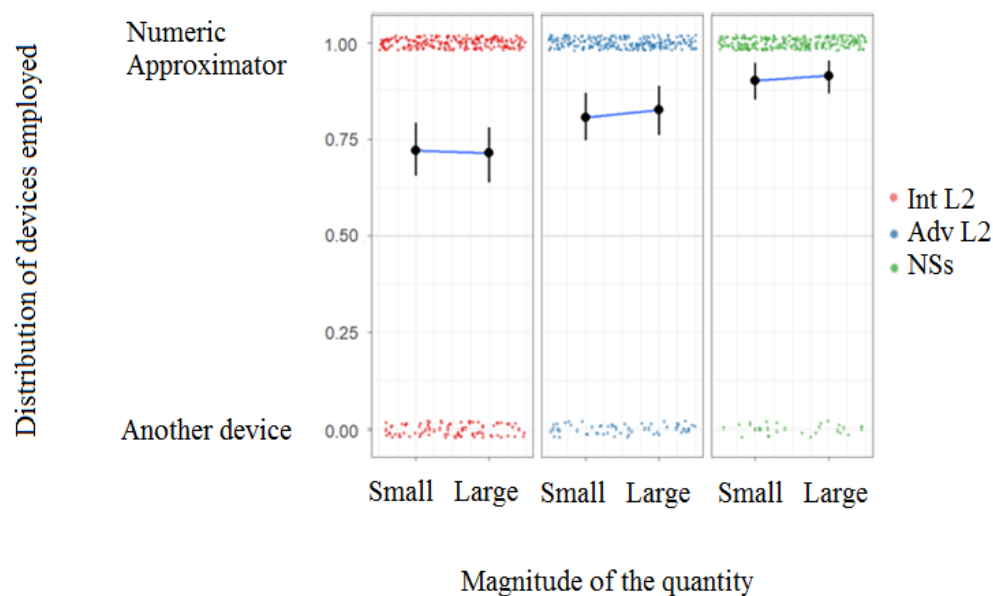 Distribution of devices employed
Numeric
Approximator
Another device
1.00
0.75
0.50
0.25
0.00
Small Large Small Large Small Large
Magnitude of the quantity
Int L2
Adv L2
NSs